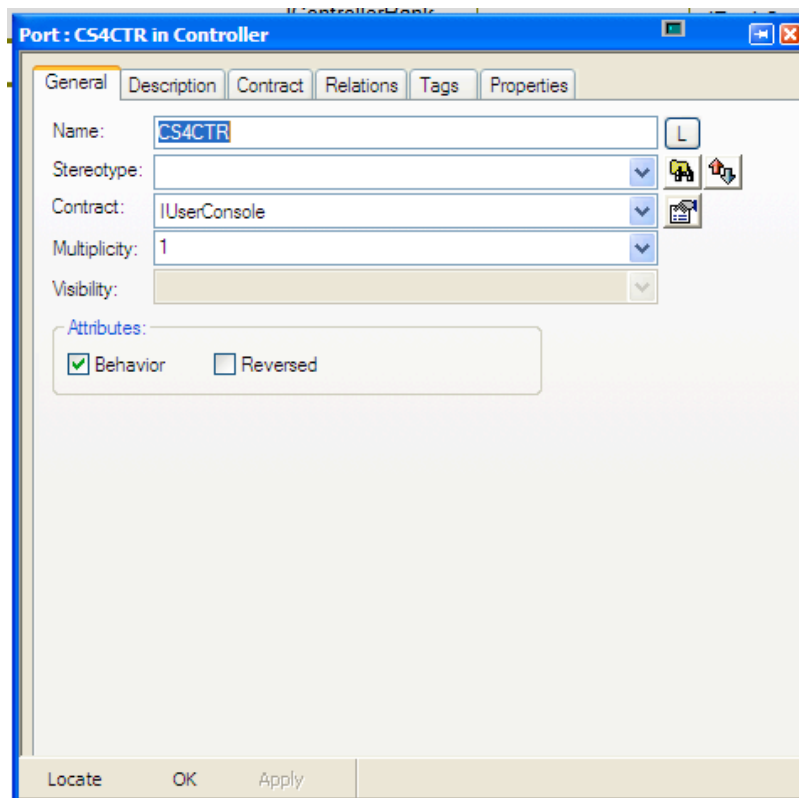 Port : CS4CTR in Controller
General Description Contract Relations Tags Properties
Name: CS4CTR L
Stereotype:
Contract: IUserConsole
Multiplicity: 1
Visibility:
Attributes:
Behavior Reversed
Locate OK Apply